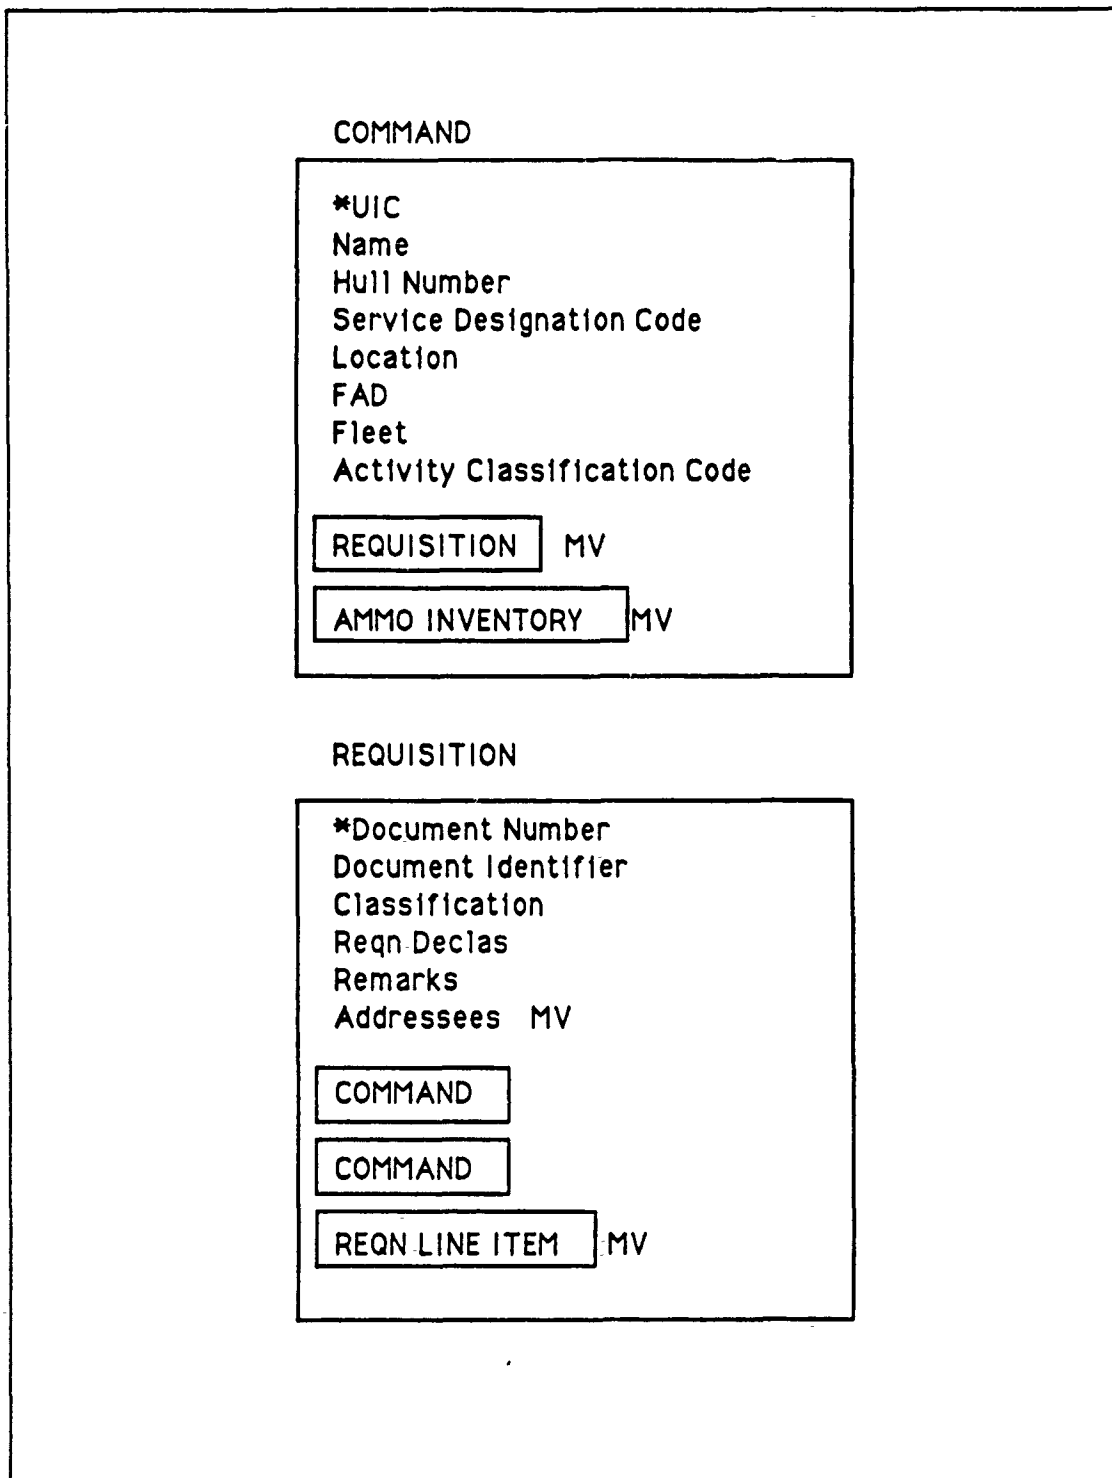 COMMAND
*UIC
Name
Hull Number
Service Designation Code
Location
FAD
Fleet
Activity Classification Code
REQUISITION MV
AMMO INVENTORY MV
REQUISITION
*Document Number
Document Identifier
Classification
Reqn Declas
Remarks
Addressees MV
COMMAND
COMMAND
REQN LINE ITEM MV